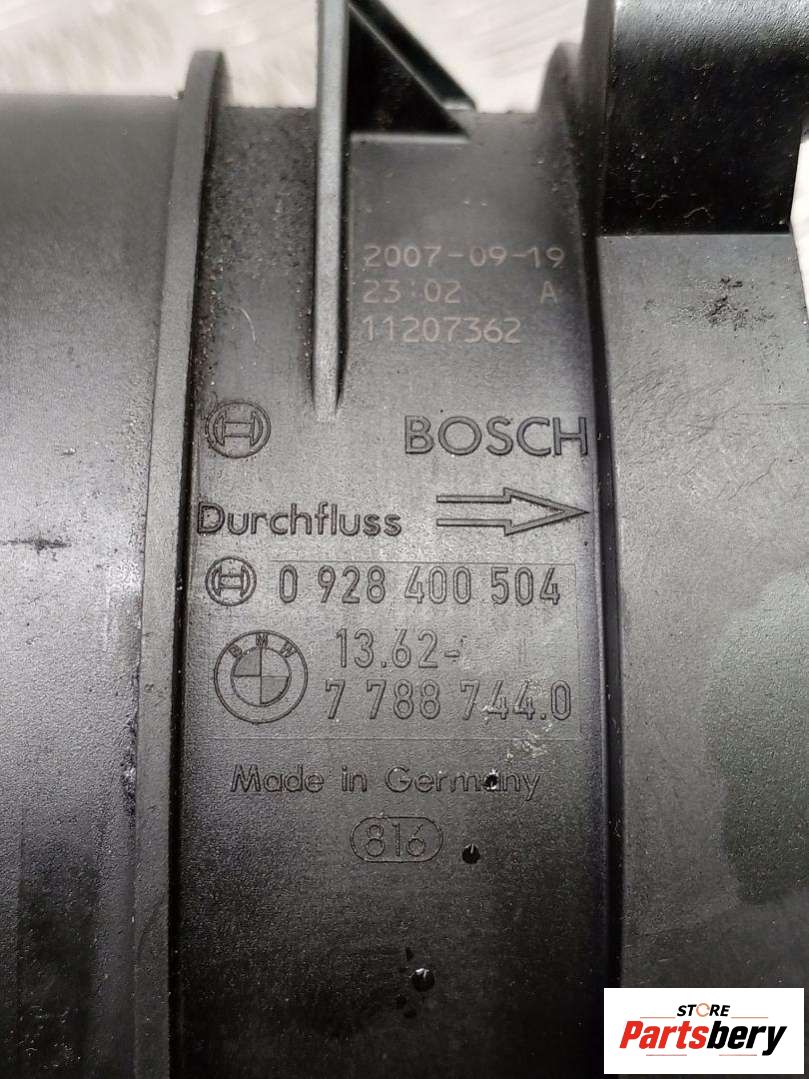 2007-09-19
23:02 A
11207362
BOSCH
Durchfluss
0 928 400 504
BMW
13.62-
7 788 744.0
Made in Germany
816
STORE
Partsbery